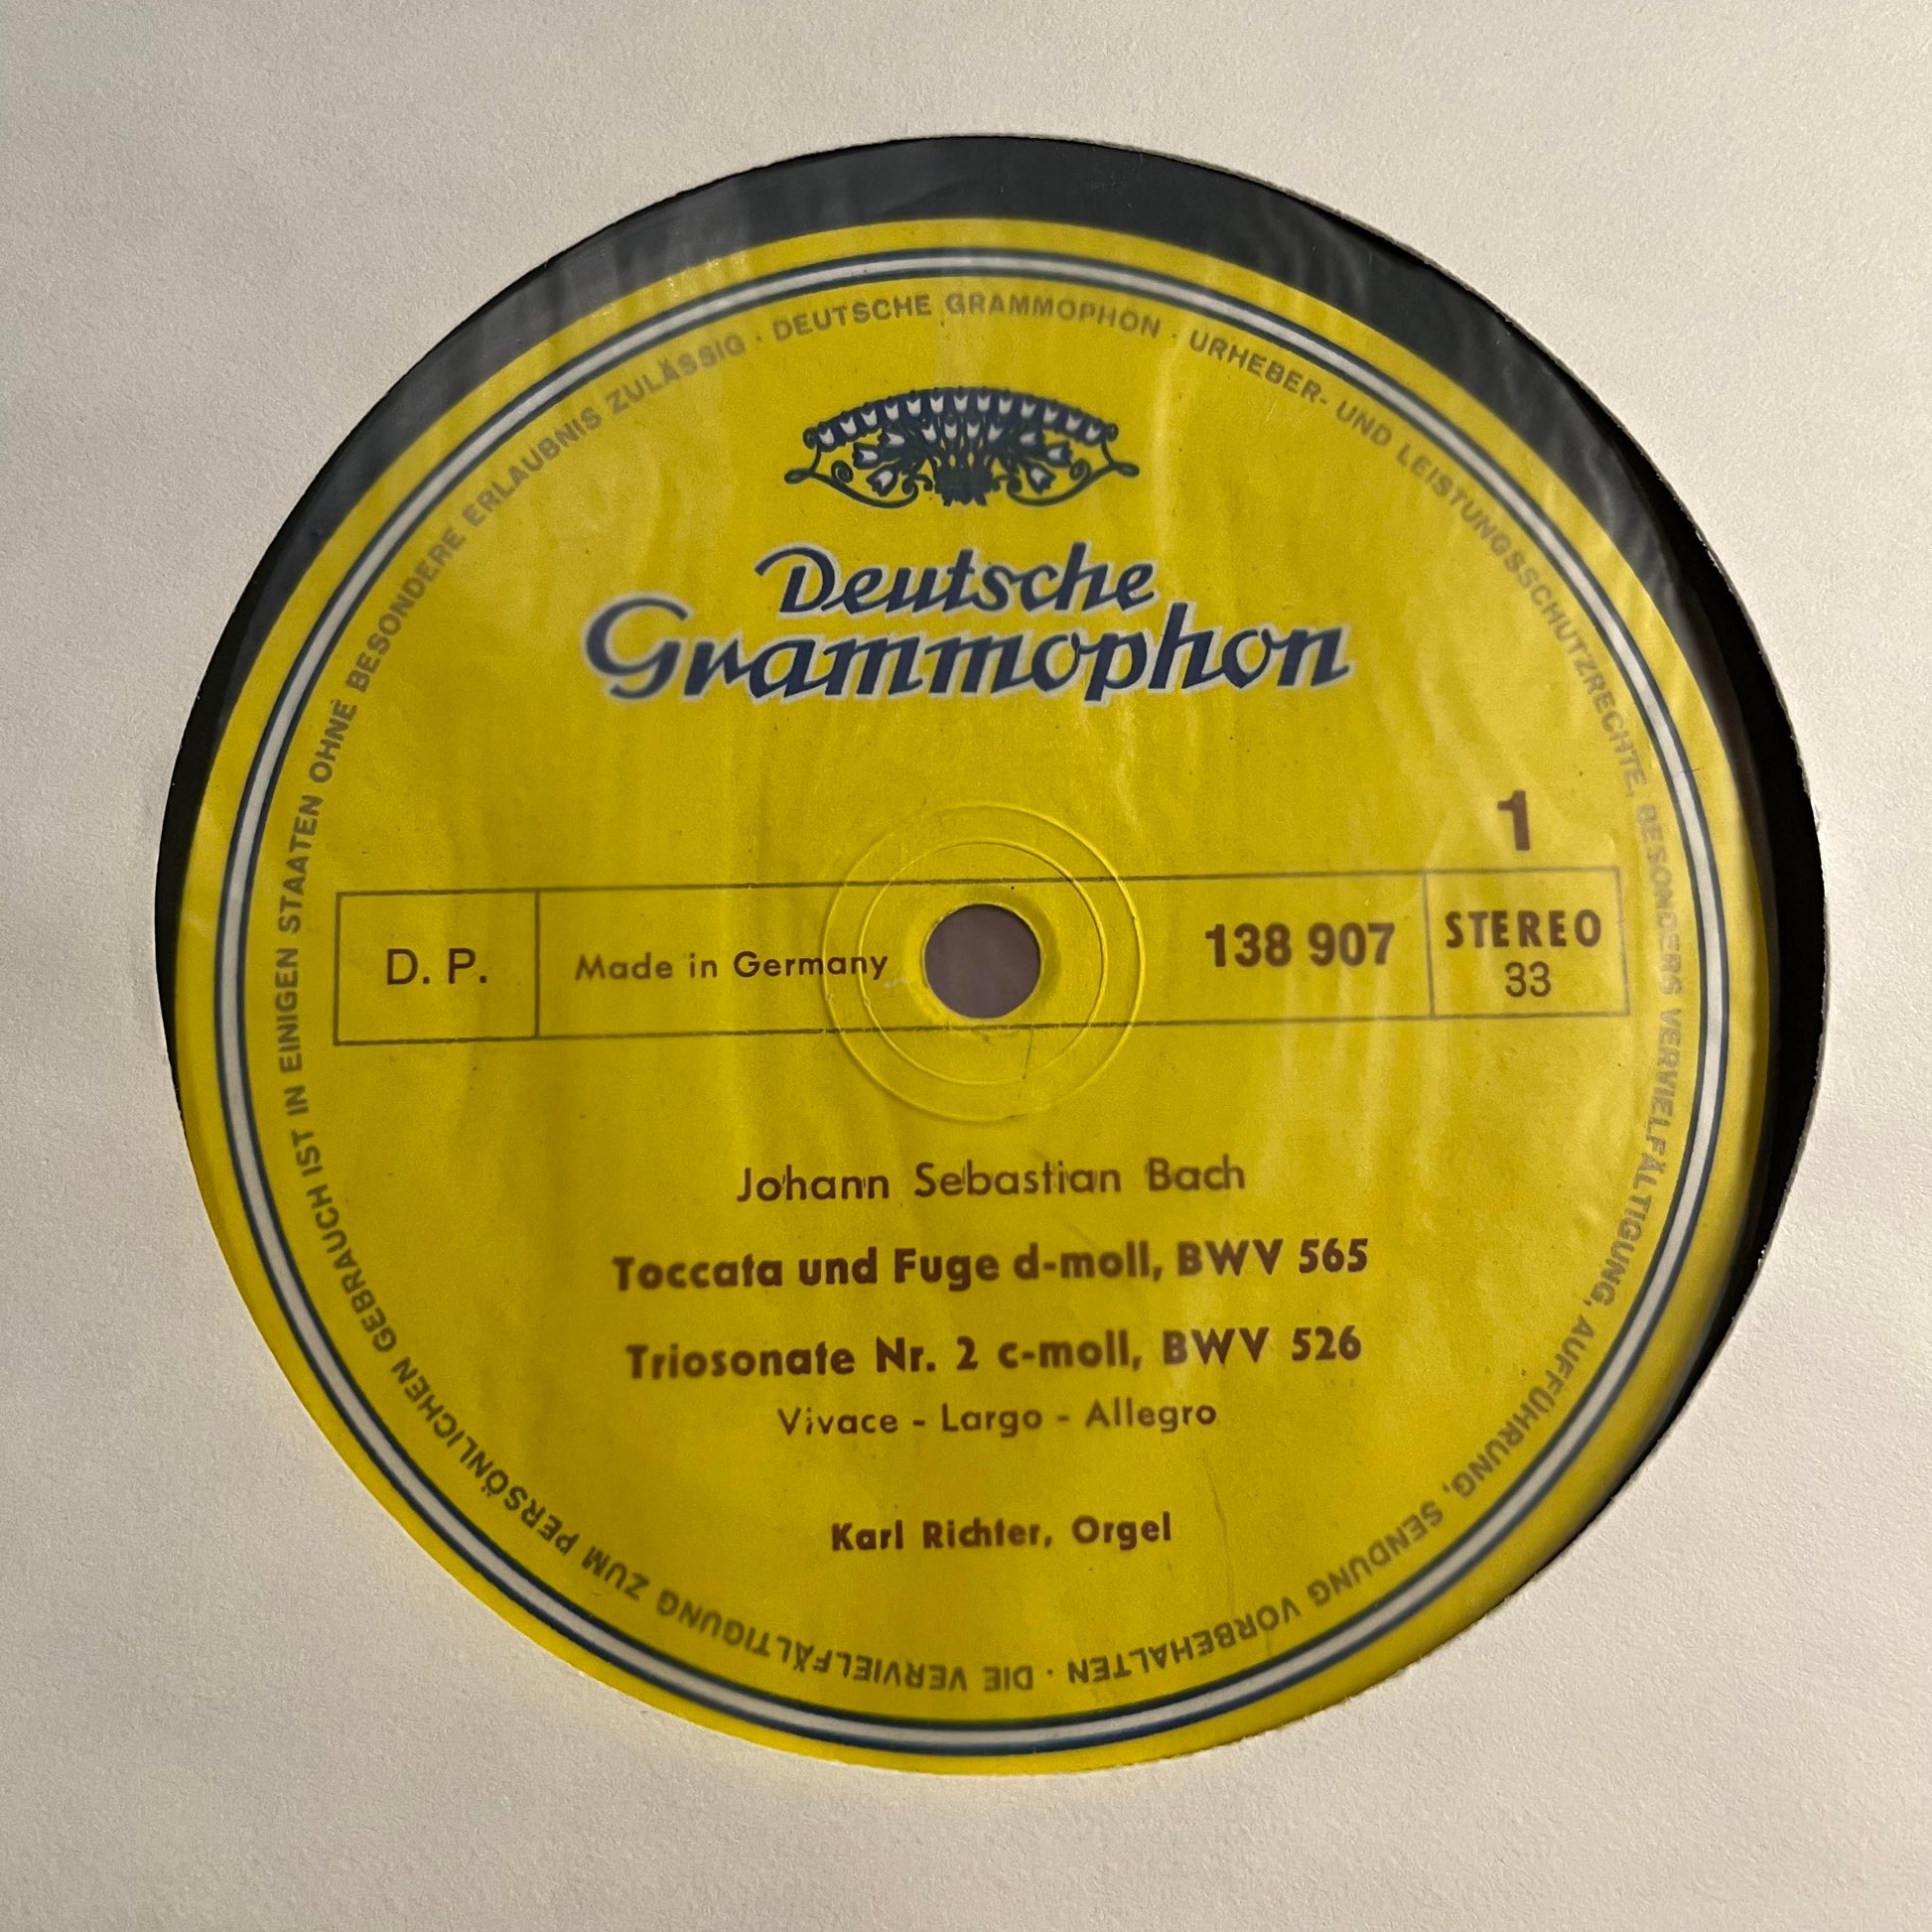 DEUTSCHE GRAMMOPHON · URHEBER- UND LEISTUNGSSCHUTZRECHTE, BESONDERS VERVIELFÄLTIGUNG, AUFFÜHRUNG, SENDUNG VORBEHALTEN · DIE VERVIELFÄLTIGUNG ZUM PERSÖNLICHEN GEBRAUCH IST IN EINIGEN STAATEN OHNE BESONDERE ERLAUBNIS ZULÄSSIG ·
Deutsche
Grammophon
1
D. P.
Made in Germany
138 907
STEREO
33
Johann Sebastian Bach
Toccata und Fuge d-moll, BWV 565
Triosonate Nr. 2 c-moll, BWV 526
Vivace - Largo - Allegro
Karl Richter, Orgel